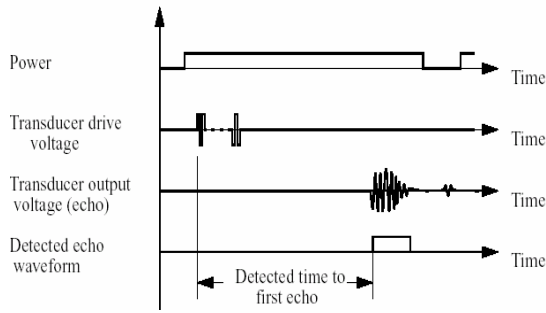 Power
Time
Transducer drive
voltage
Time
Transducer output
voltage (echo)
Time
Detected echo
waveform
Time
Detected time to
first echo